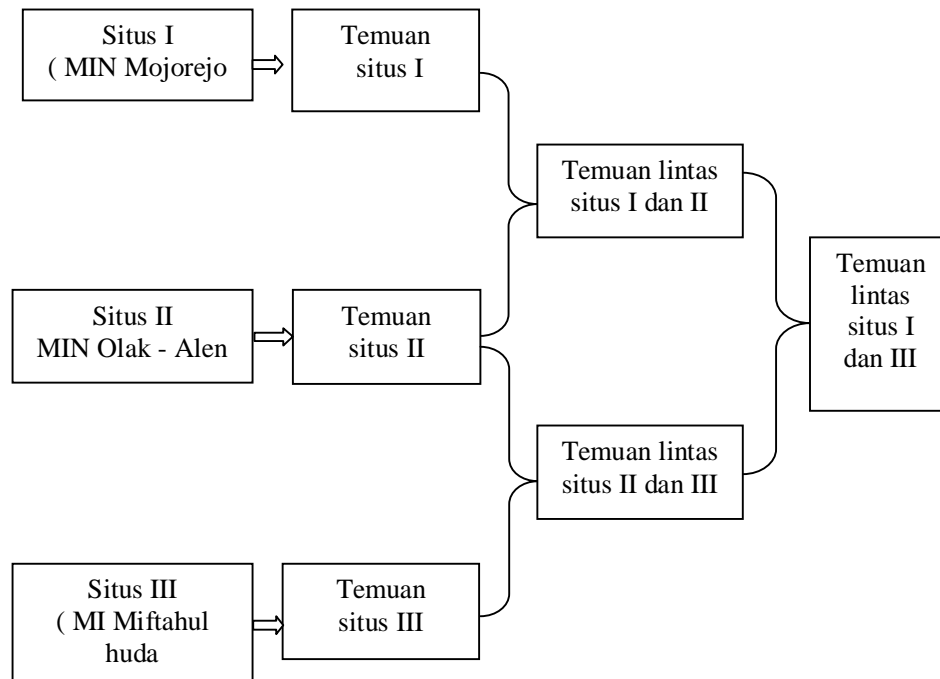 Situs I
( MIN Mojorejo
Temuan
situs I
Temuan lintas
situs I dan II
Temuan
lintas
situs I
dan III
Situs II
MIN Olak - Alen
Temuan
situs II
Temuan lintas
situs II dan III
Situs III
( MI Miftahul
huda
Temuan
situs III